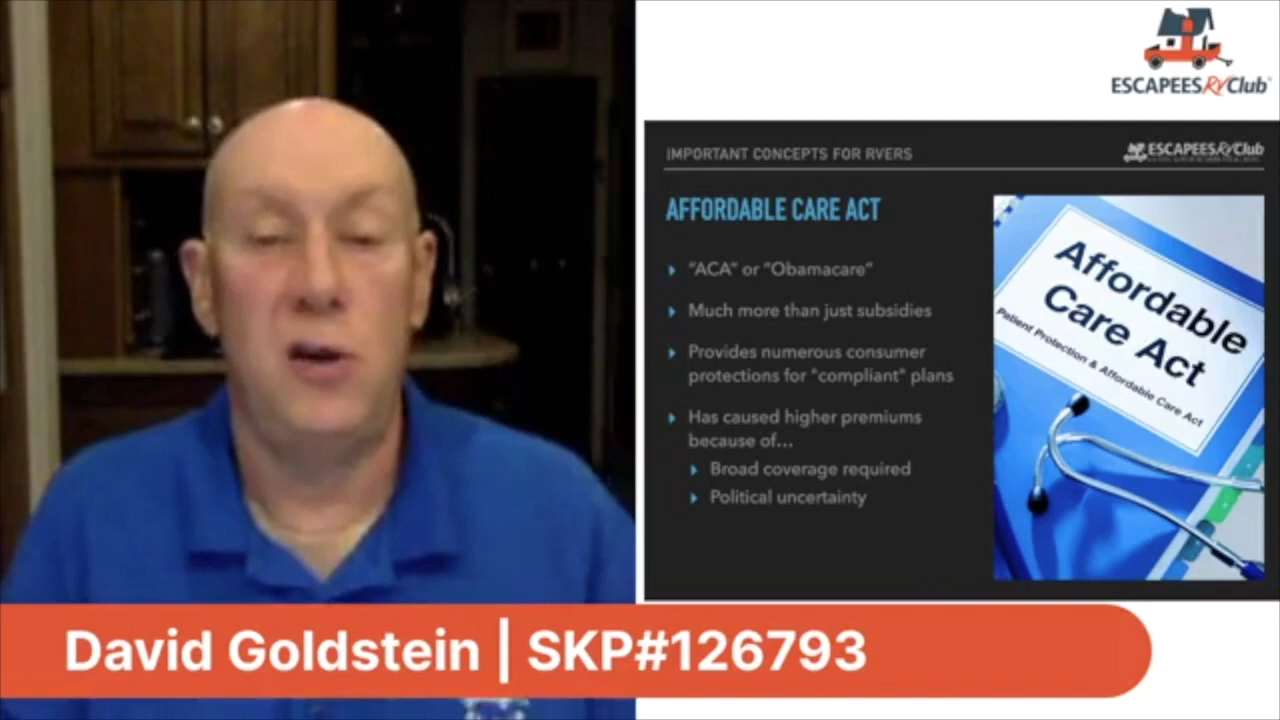 ESCAPEES RV Club
IMPORTANT CONCEPTS FOR RVERS
ESCAPEES RV Club
AFFORDABLE CARE ACT
"ACA" or "Obamacare"
Much more than just subsidies
Provides numerous consumer
protections for "compliant" plans
Has caused higher premiums
because of...
Broad coverage required
Political uncertainty
Affordable
Care Act
Patient Protection & Affordable Care Act
David Goldstein | SKP#126793